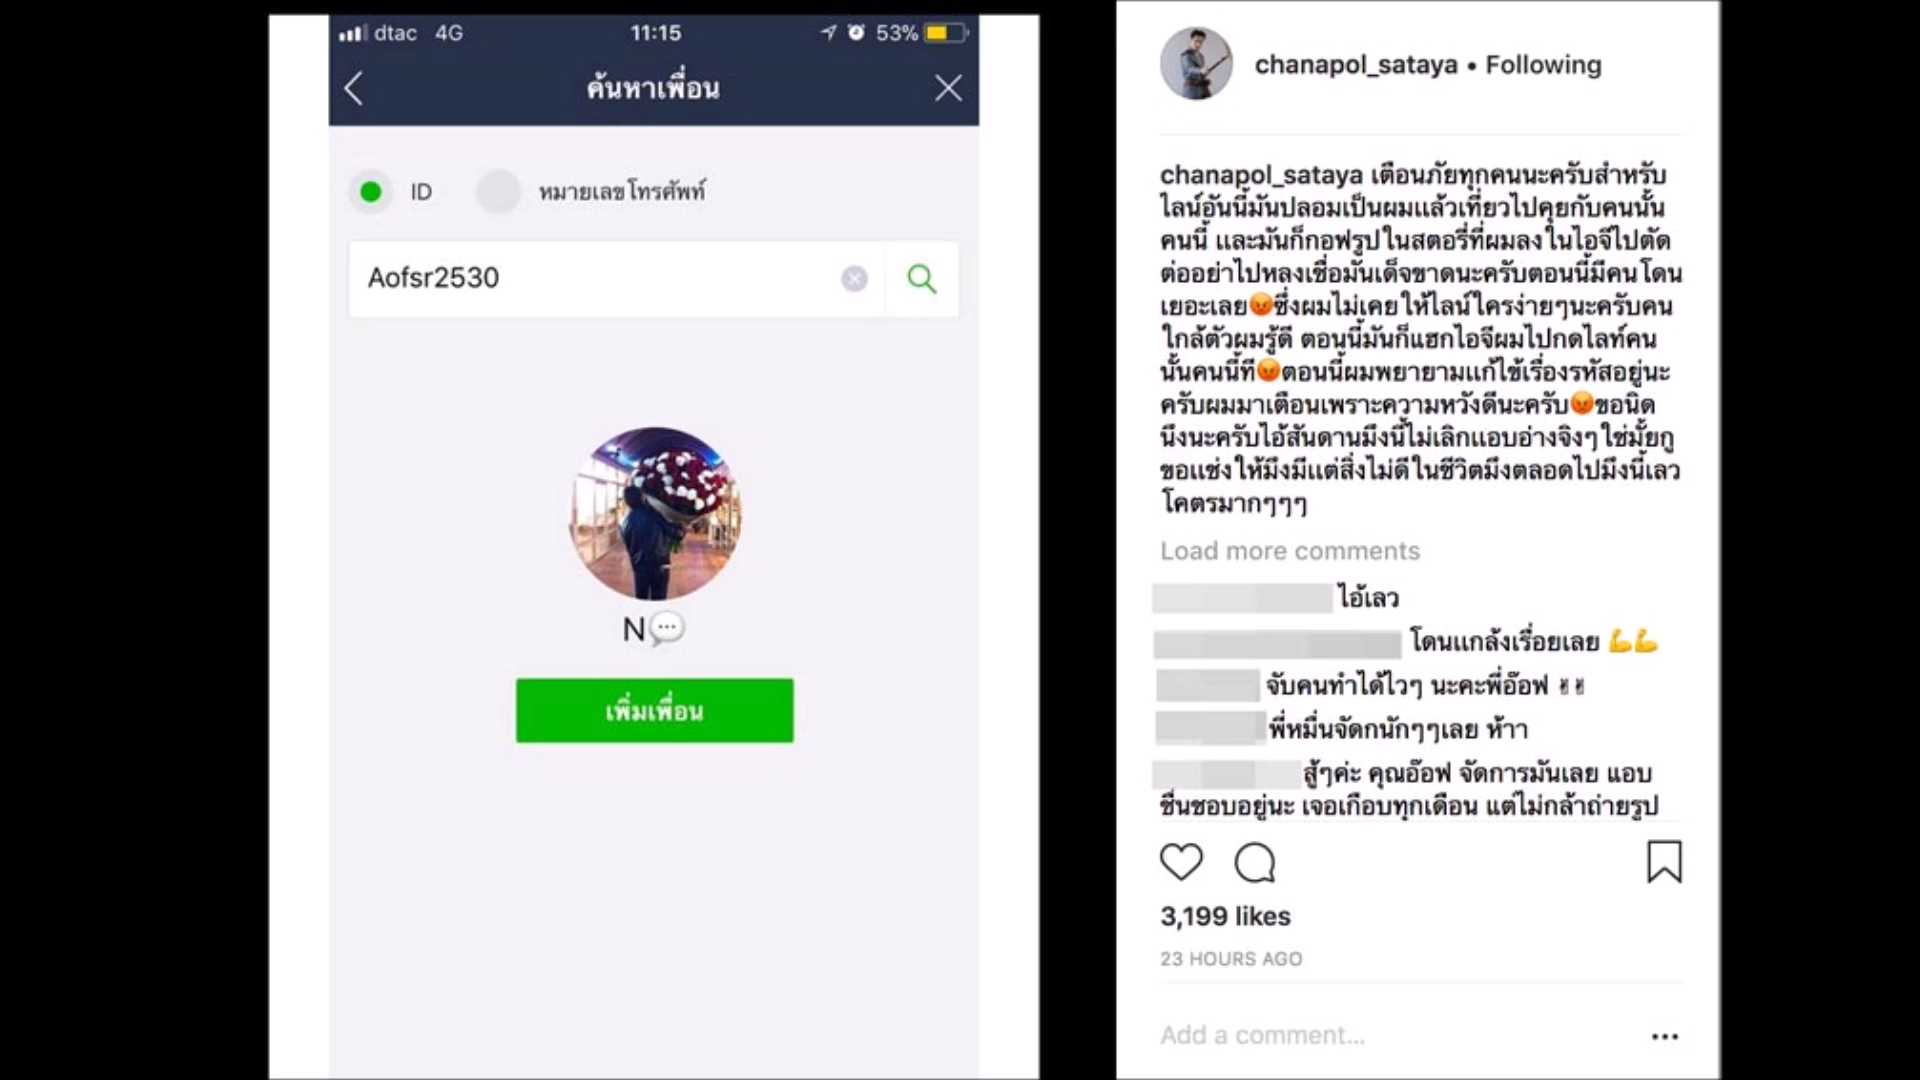 dtac 4G 11:15 53%
ค้นหาเพื่อน
ID หมายเลขโทรศัพท์
Aofsr2530
N
เพิ่มเพื่อน
chanapol_sataya • Following
chanapol_sataya เตือนภัยทุกคนนะครับสำหรับ
ไลน์อันนี้มันปลอมเป็นผมแล้วเที่ยวไปคุยกับคนนั้น
คนนี้ และมันก็กอฟรูปในสตอรี่ที่ผมลงในไอจีไปตัด
ต่ออย่าไปหลงเชื่อมันเด็จขาดนะครับตอนนี้มีคนโดน
เยอะเลย😡ซึ่งผมไม่เคยให้ไลน์ใครง่ายๆนะครับคน
ใกล้ตัวผมรู้ดี ตอนนี้มันก็แฮกไอจีผมไปกดไลท์คน
นั้นคนนี้ที😡ตอนนี้ผมพยายามแก้ไข้เรื่องรหัสอยู่นะ
ครับผมมาเตือนเพราะความหวังดีนะครับ😡ขอนิด
นึงนะครับไอ้สันดานมึงนี้ไม่เลิกแอบอ่างจิงๆใช่มั้ยกู
ขอแช่งให้มึงมีแต่สิ่งไม่ดีในชีวิตมึงตลอดไปมึงนี้เลว
โคตรมากๆๆๆ
Load more comments
ไอ้เลว
โดนแกล้งเรื่อยเลย 💪💪
จับคนทำได้ไวๆ นะคะพี่อ๊อฟ ✌✌
พี่หมื่นจัดกนักๆๆเลย ห้าา
สู้ๆค่ะ คุณอ๊อฟ จัดการมันเลย แอบ
ชื่นชอบอยู่นะ เจอเกือบทุกเดือน แต่ไม่กล้าถ่ายรูป
3,199 likes
23 HOURS AGO
Add a comment...